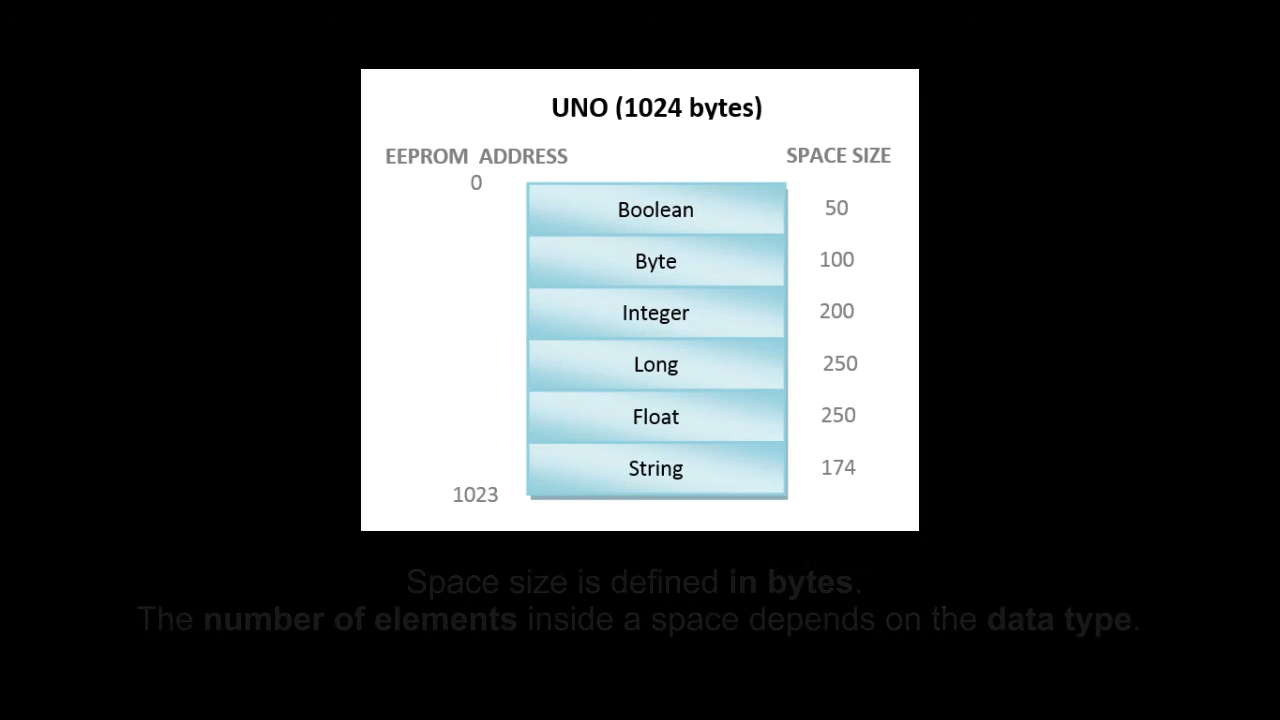 UNO (1024 bytes)
EEPROM ADDRESS SPACE SIZE
0
Boolean 50
Byte 100
Integer 200
Long 250
Float 250
String 174
1023
Space size is defined in bytes.
The number of elements inside a space depends on the data type.